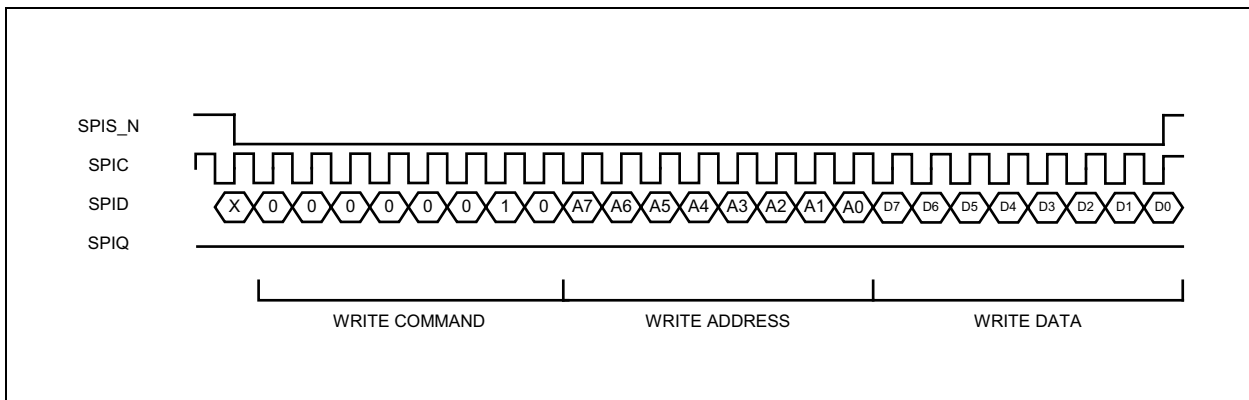 SPIS_N
SPIC
SPID X 0 0 0 0 0 0 1 0 A7 A6 A5 A4 A3 A2 A1 A0 D7 D6 D5 D4 D3 D2 D1 D0
SPIQ
WRITE COMMAND WRITE ADDRESS WRITE DATA